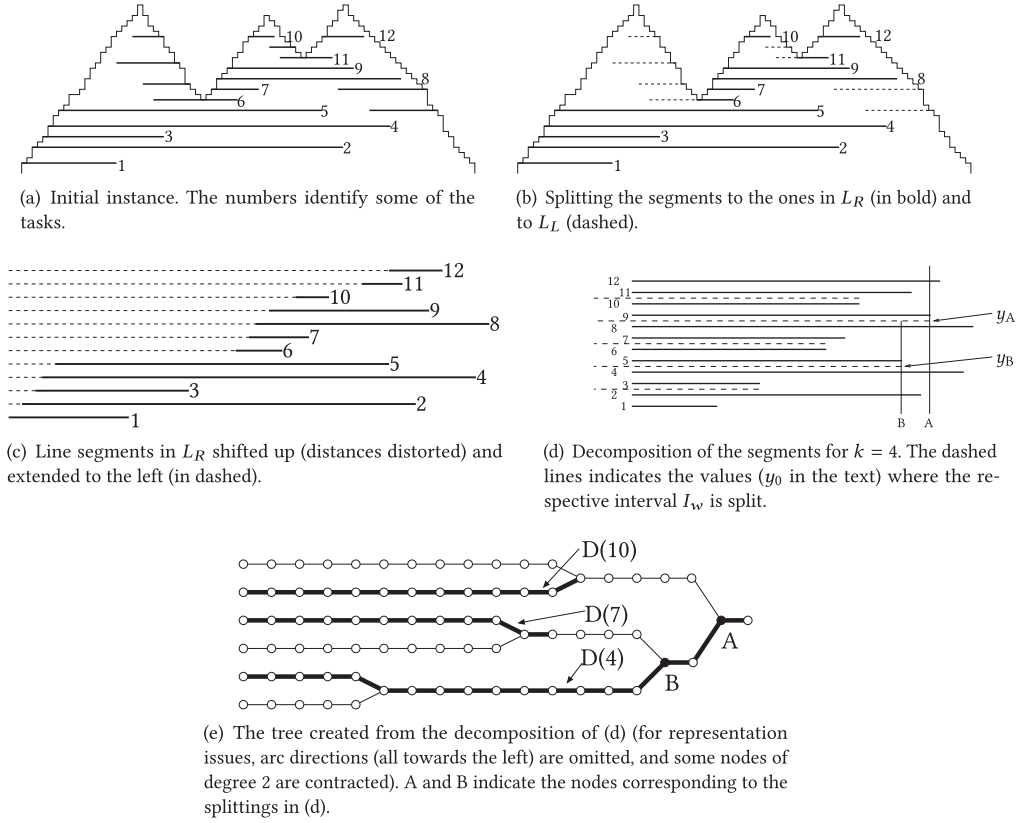 10
12
11
9
8
7
6
5
4
3
2
1
(a) Initial instance. The numbers identify some of the
tasks.
10
12
11
9
8
7
6
5
4
3
2
1
(b) Splitting the segments to the ones in L_R (in bold) and
to L_L (dashed).
12
11
10
9
8
7
6
5
4
3
2
1
(c) Line segments in L_R shifted up (distances distorted) and
extended to the left (in dashed).
12
11
10
9
8
7
6
5
4
3
2
1
y_A
y_B
B A
(d) Decomposition of the segments for k = 4. The dashed
lines indicates the values (y_0 in the text) where the re-
spective interval I_w is split.
D(10)
D(7)
D(4)
A
B
(e) The tree created from the decomposition of (d) (for representation
issues, arc directions (all towards the left) are omitted, and some nodes of
degree 2 are contracted). A and B indicate the nodes corresponding to the
splittings in (d).